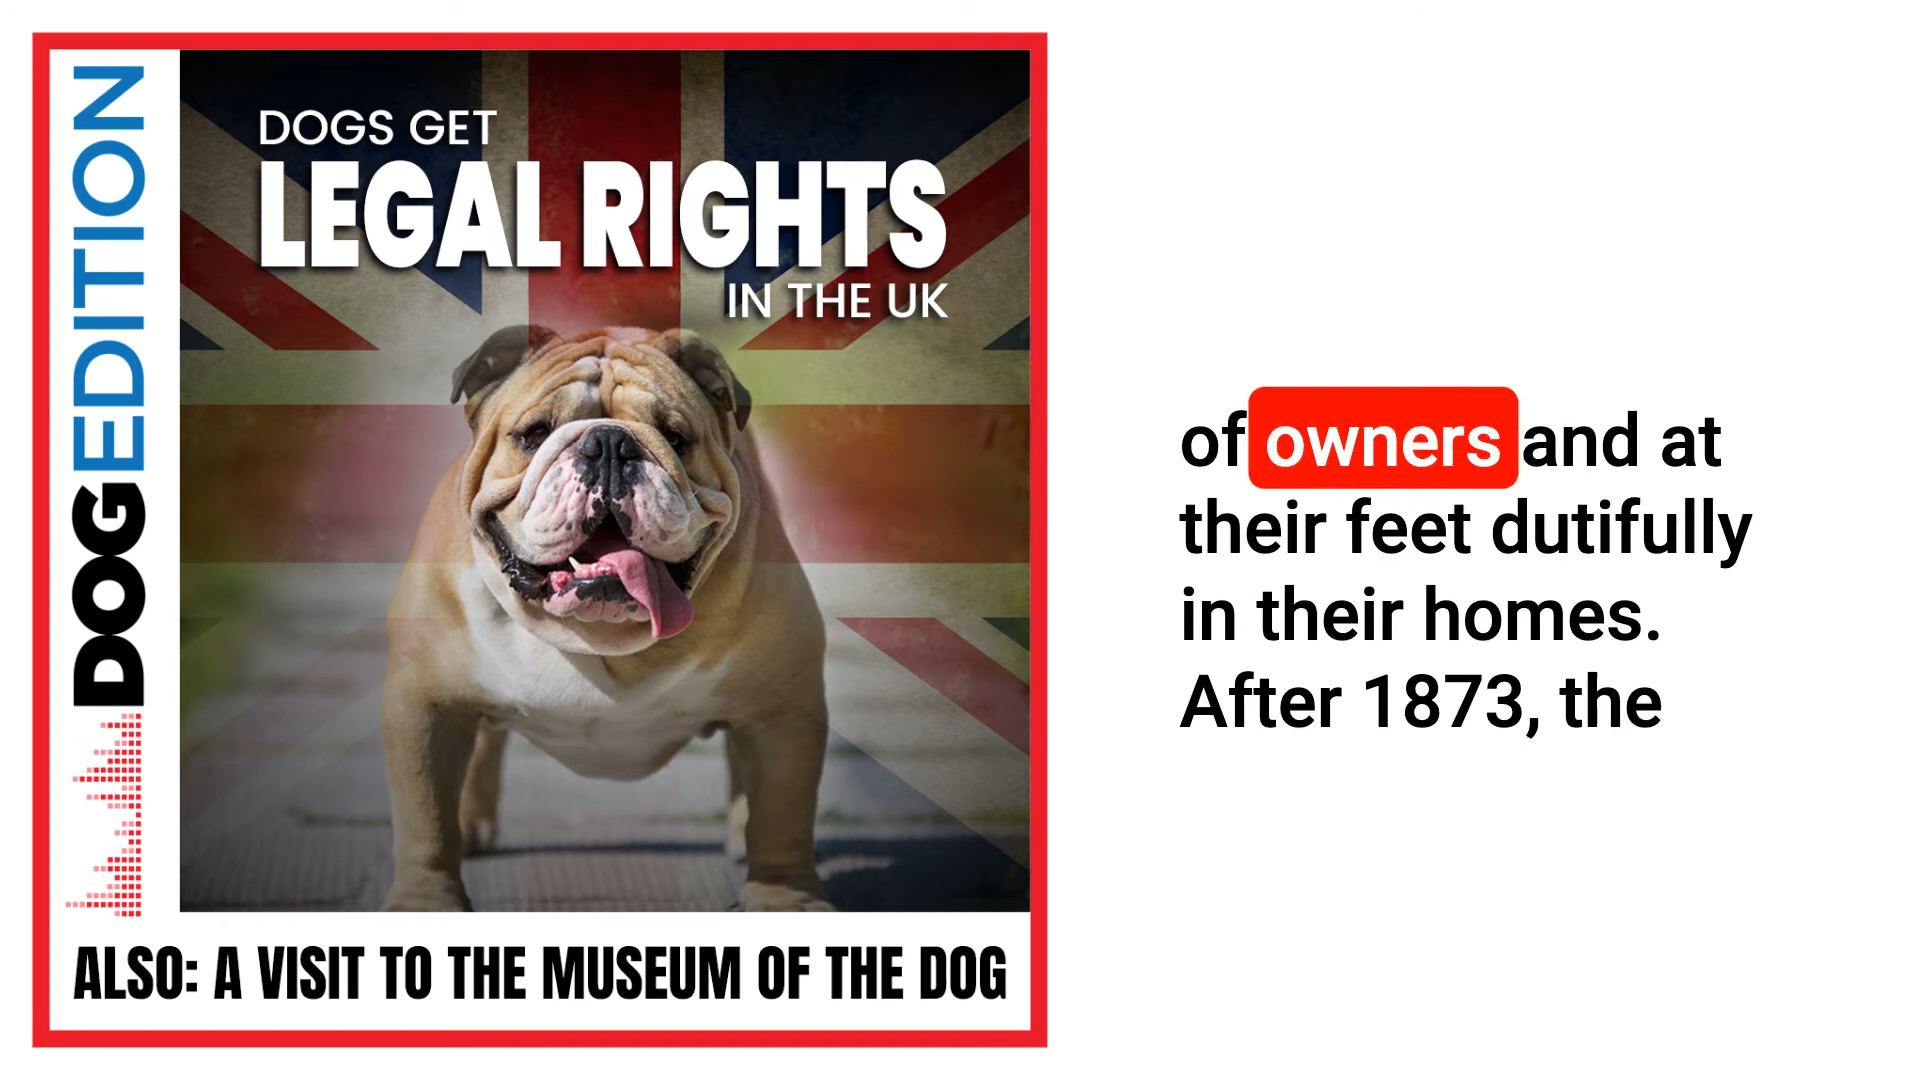 DOGEDITION
DOGS GET
LEGAL RIGHTS
IN THE UK
ALSO: A VISIT TO THE MUSEUM OF THE DOG
of owners and at
their feet dutifully
in their homes.
After 1873, the